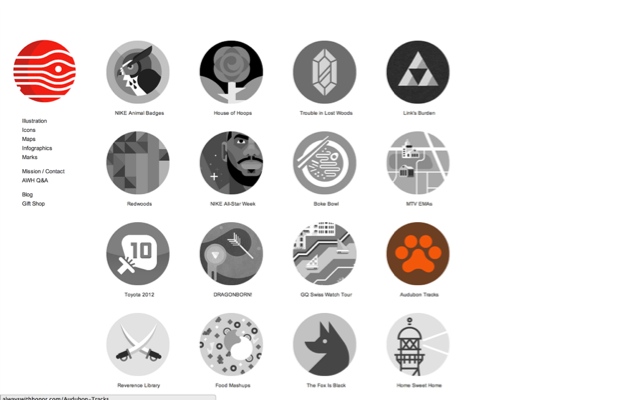 Illustration
Icons
Maps
Infographics
Marks
Mission / Contact
AWH Q&A
Blog
Gift Shop
NIKE Animal Badges
House of Hoops
Trouble in Lost Woods
Link's Burden
Redwoods
NIKE All-Star Week
Boke Bowl
MTV EMAs
10
Toyota 2012
DRAGONBORN!
GQ Swiss Watch Tour
Audubon Tracks
Reverence Library
Food Mashups
The Fox Is Black
Home Sweet Home
alwayswithhonor.com/Audubon-Tracks